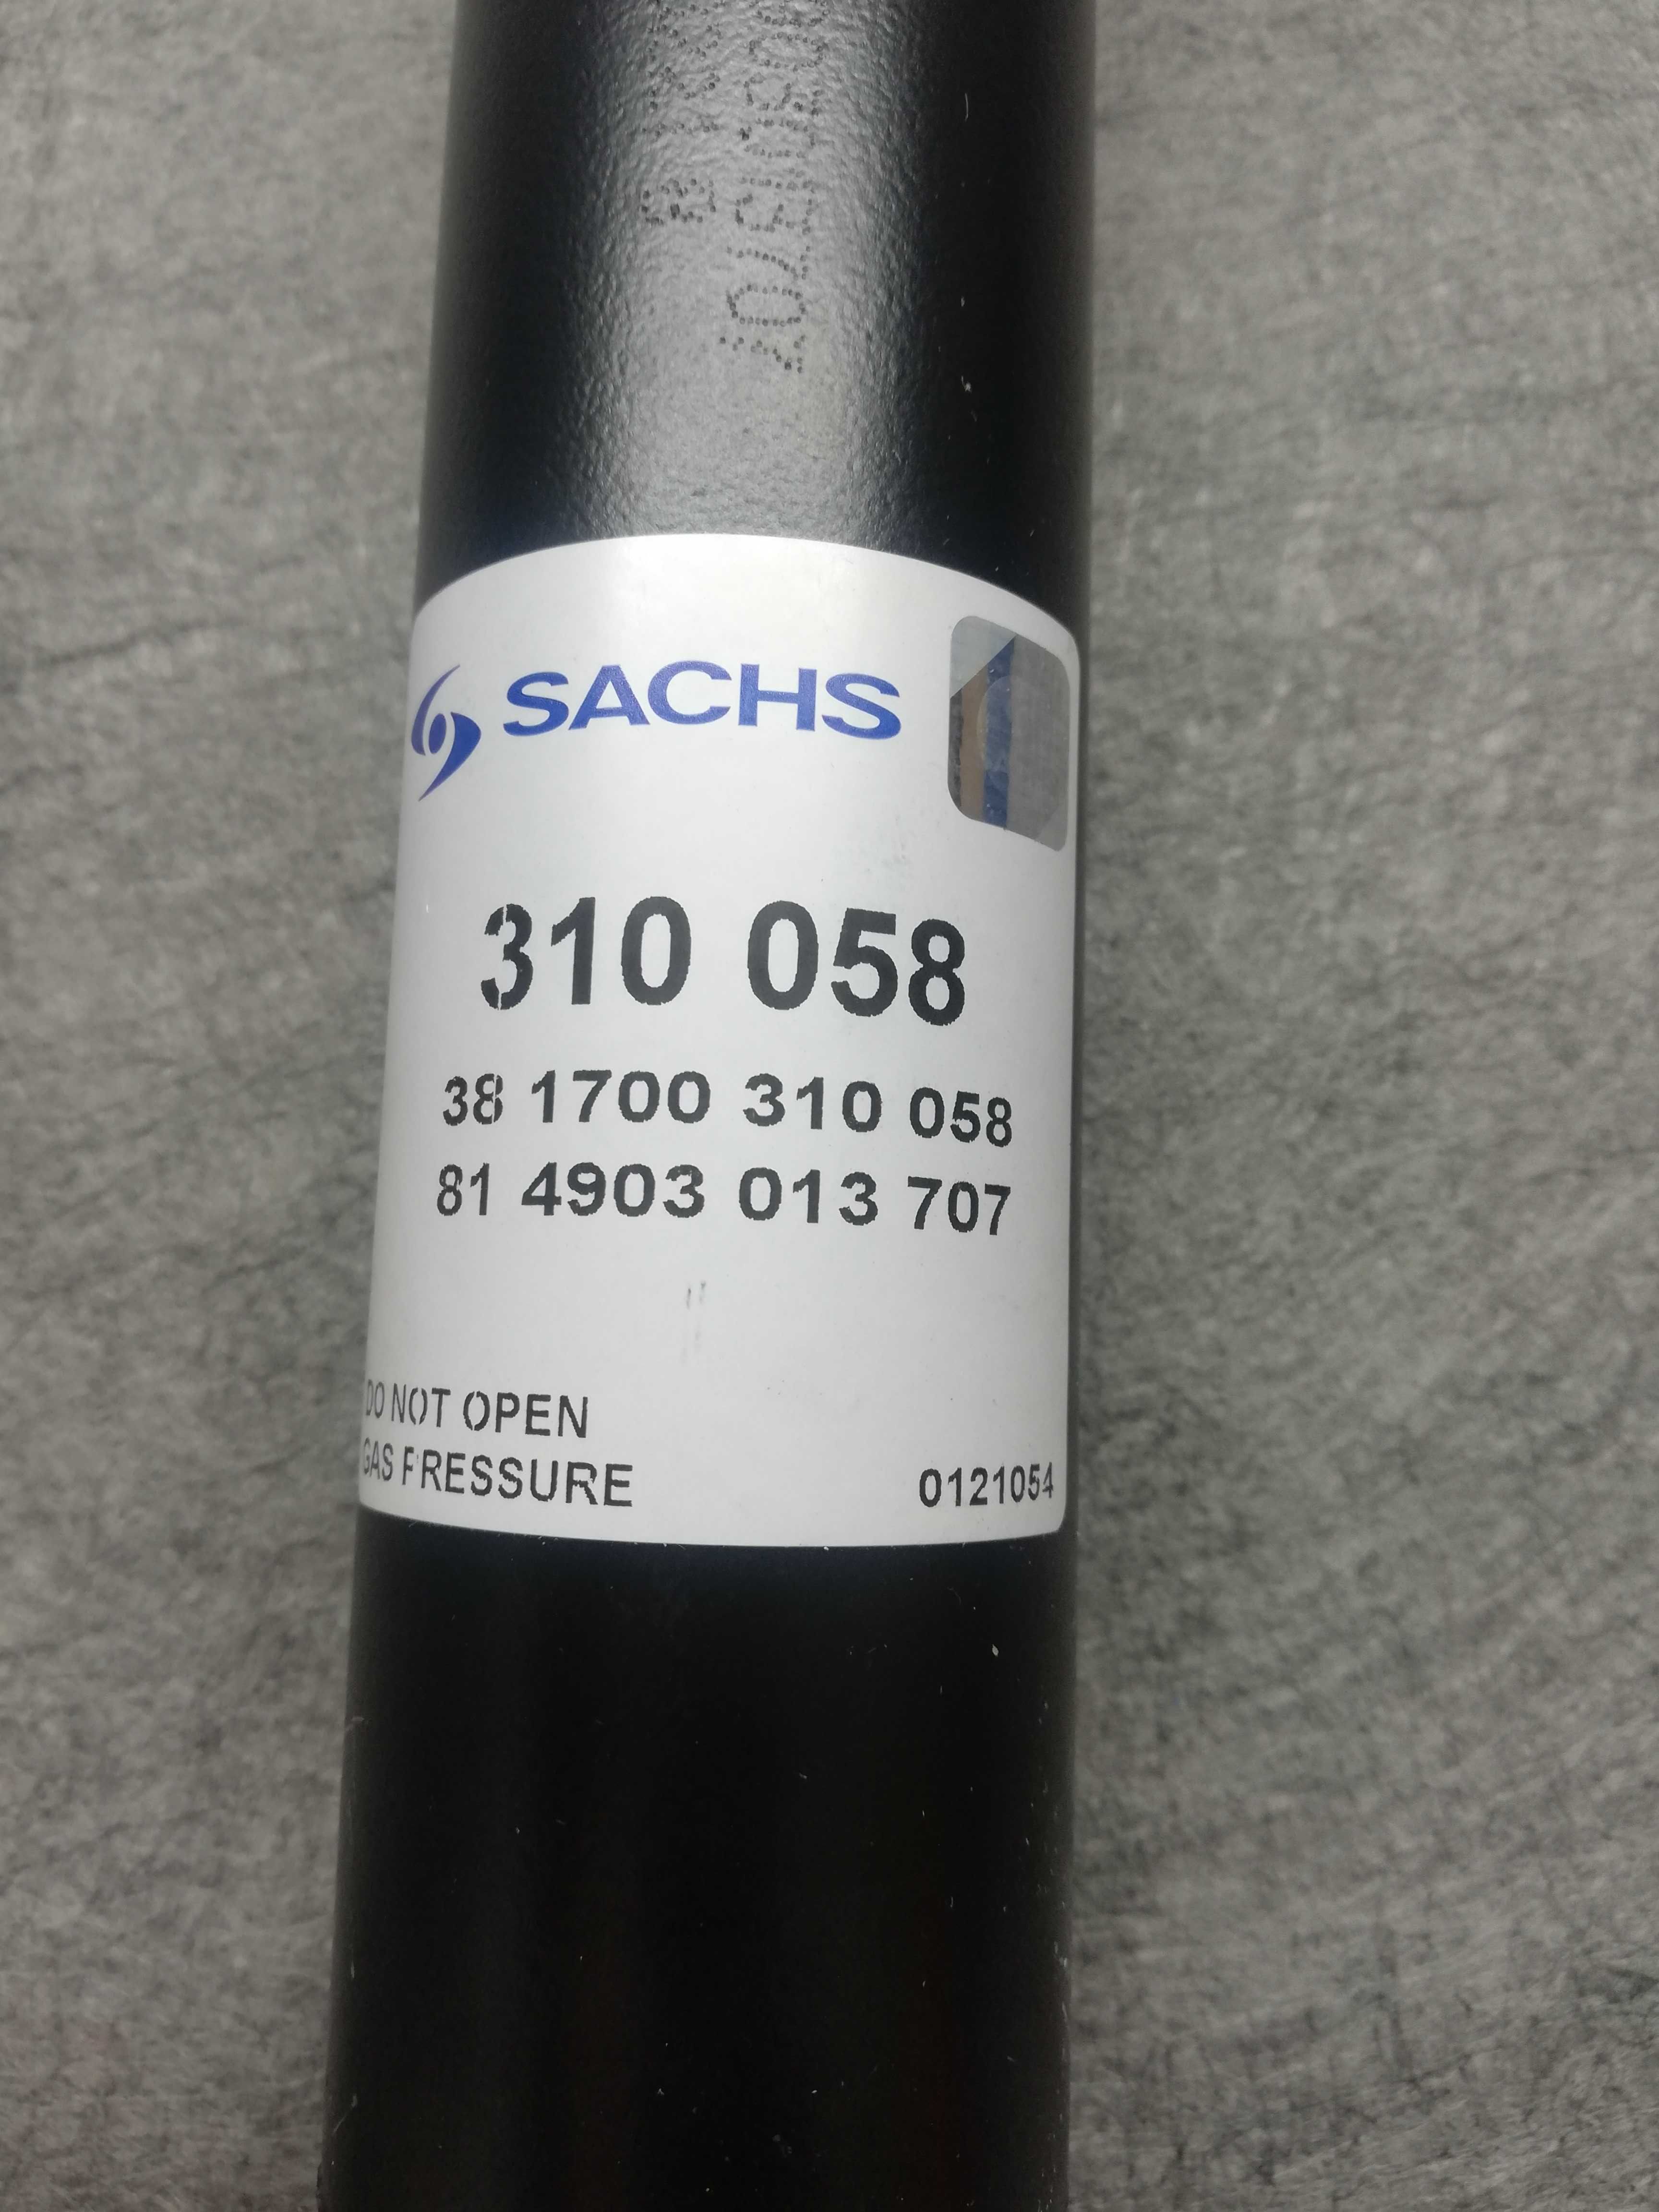 SACHS
310 058
38 1700 310 058
81 4903 013 707
DO NOT OPEN
GAS PRESSURE
0121054